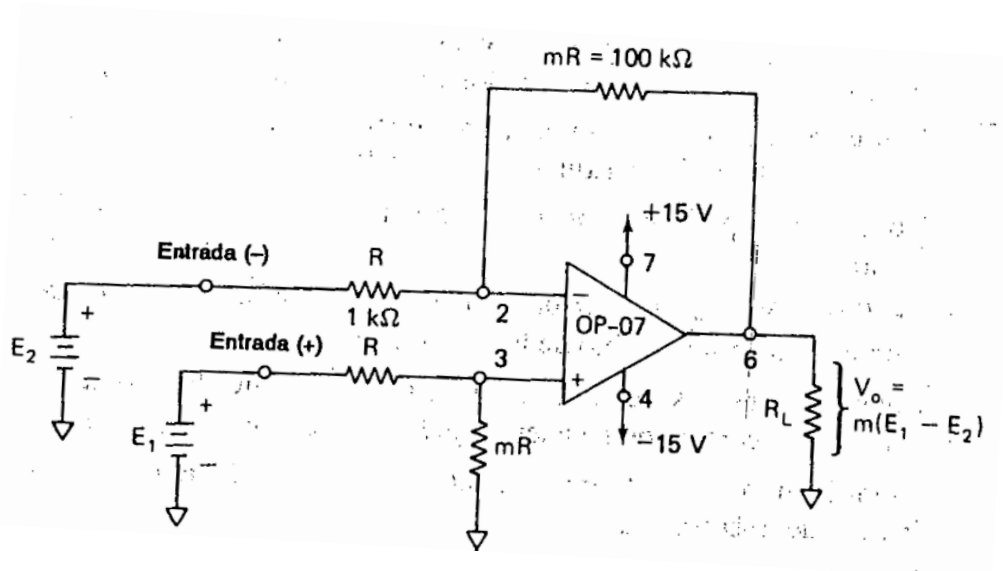 mR = 100 kΩ
+15 V
7
Entrada (–)
R
1 kΩ
2
–
OP-07
+
E₂
–
Entrada (+)
R
3
+
6
4
–15 V
+
E₁
–
mR
R_L
Vₒ =
m(E₁ – E₂)